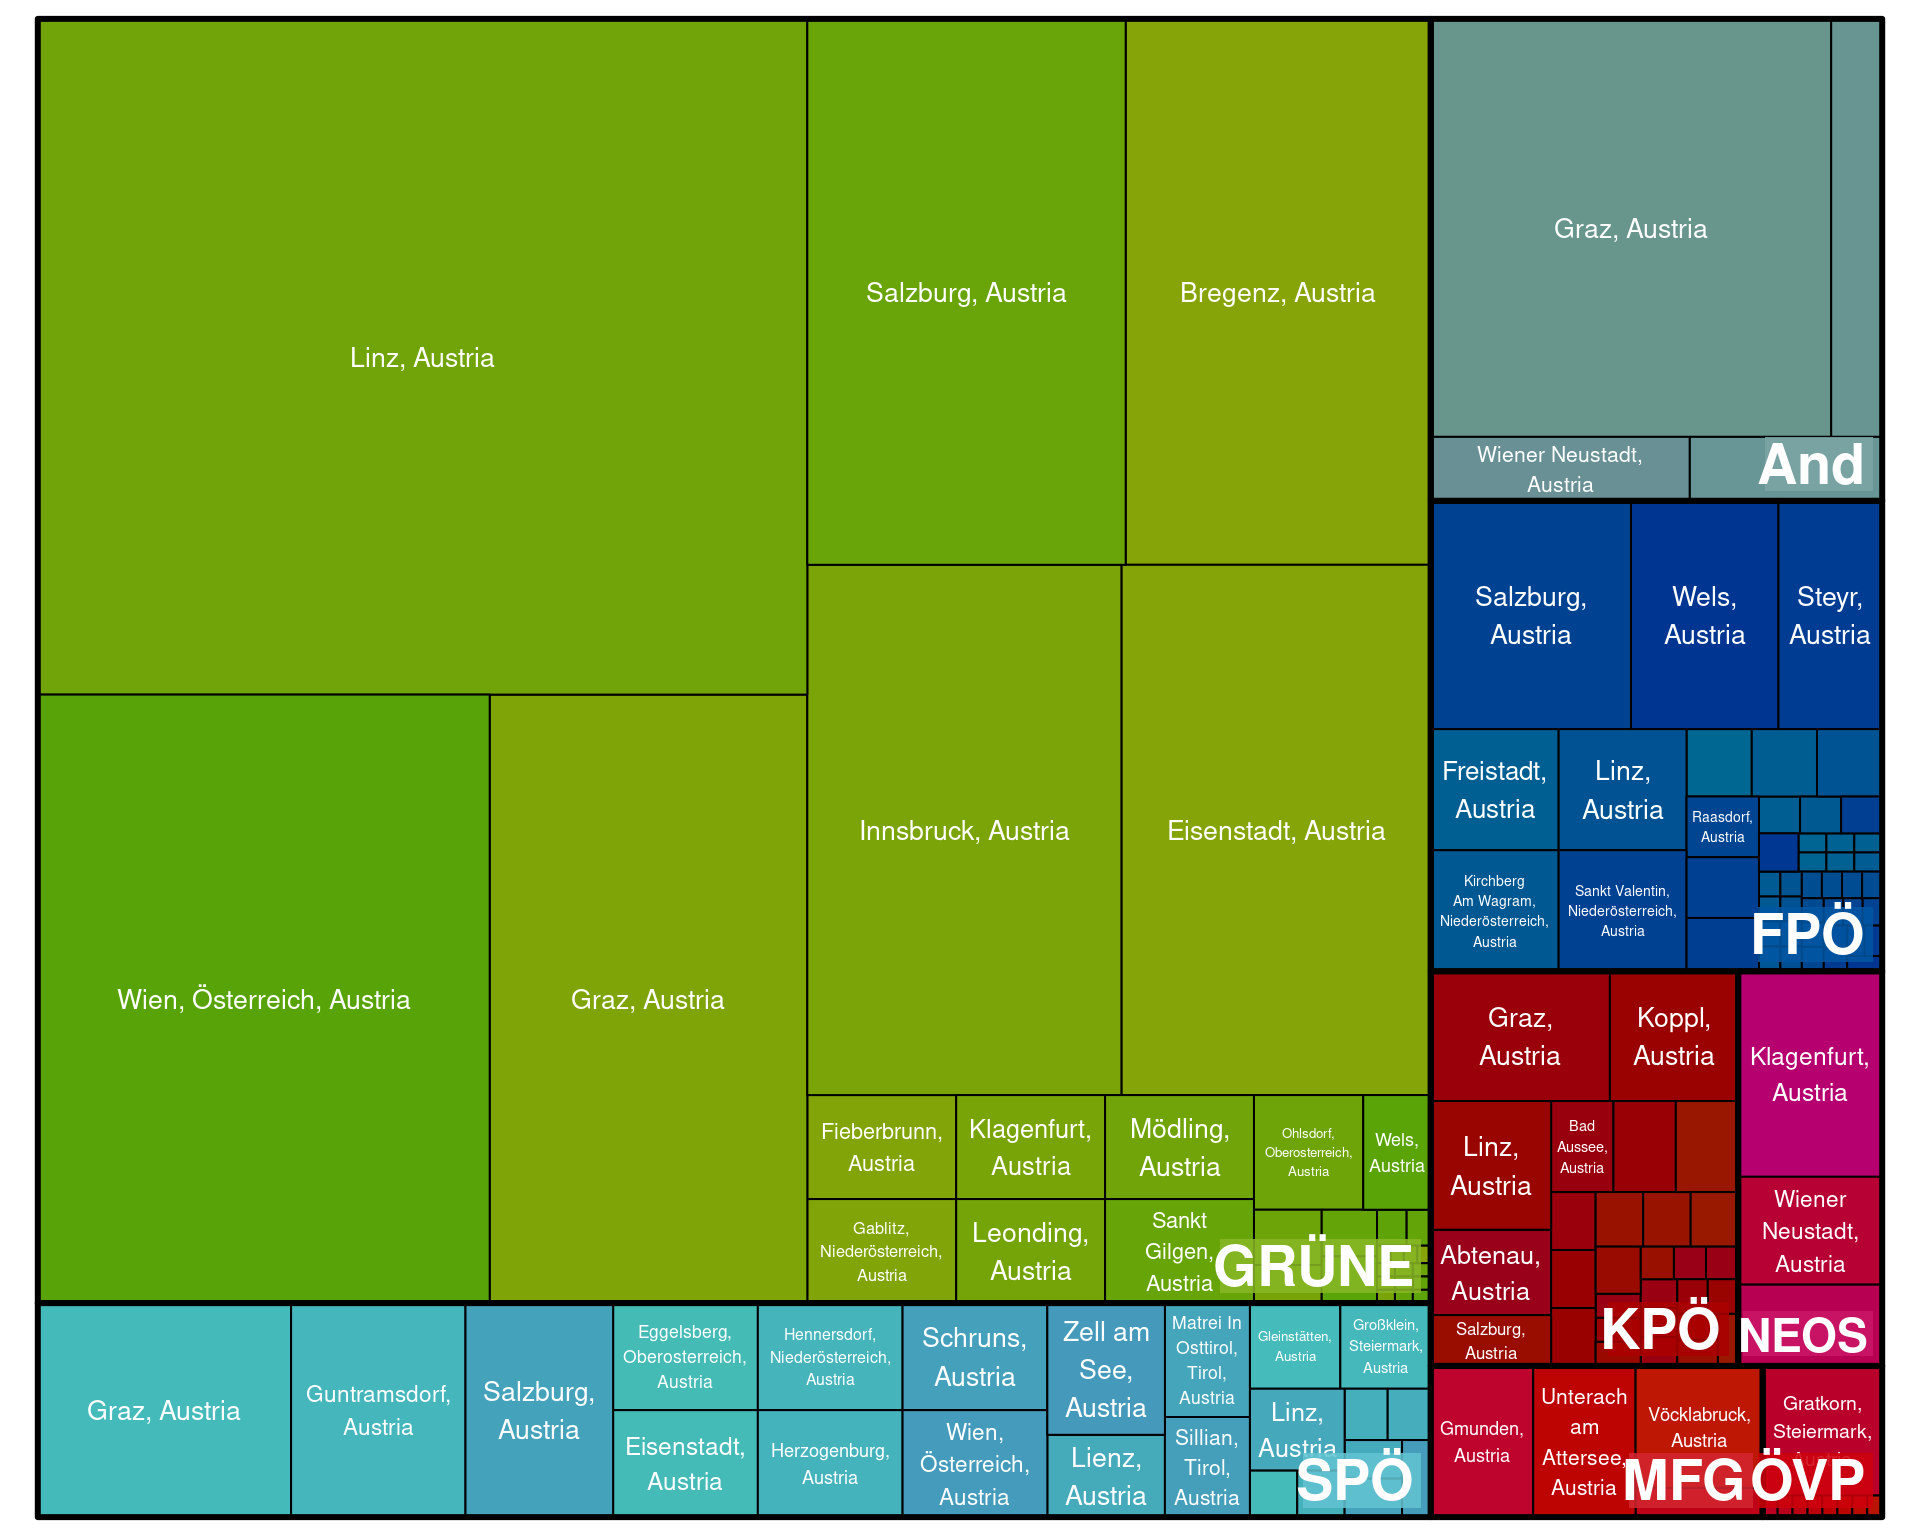 Linz, Austria
Salzburg, Austria
Bregenz, Austria
Wien, Österreich, Austria
Graz, Austria
Innsbruck, Austria
Eisenstadt, Austria
Fieberbrunn,
Austria
Klagenfurt,
Austria
Mödling,
Austria
Ohlsdorf,
Oberosterreich,
Austria
Wels,
Austria
Gablitz,
Niederösterreich,
Austria
Leonding,
Austria
Sankt
Gilgen,
Austria
GRÜNE
Graz, Austria
Wiener Neustadt,
Austria
And
Salzburg,
Austria
Wels,
Austria
Steyr,
Austria
Freistadt,
Austria
Linz,
Austria
Raasdorf,
Austria
Kirchberg
Am Wagram,
Niederösterreich,
Austria
Sankt Valentin,
Niederösterreich,
Austria
FPÖ
Graz,
Austria
Koppl,
Austria
Linz,
Austria
Bad
Aussee,
Austria
Abtenau,
Austria
Salzburg,
Austria
KPÖ
Klagenfurt,
Austria
Wiener
Neustadt,
Austria
NEOS
Graz, Austria
Guntramsdorf,
Austria
Salzburg,
Austria
Eggelsberg,
Oberosterreich,
Austria
Eisenstadt,
Austria
Hennersdorf,
Niederösterreich,
Austria
Herzogenburg,
Austria
Schruns,
Austria
Wien,
Österreich,
Austria
Zell am
See,
Austria
Lienz,
Austria
Matrei In
Osttirol,
Tirol,
Austria
Sillian,
Tirol,
Austria
Gleinstätten,
Austria
Großklein,
Steiermark,
Austria
Linz,
Austria
SPÖ
Gmunden,
Austria
Unterach
am
Attersee,
Austria
Vöcklabruck,
Austria
MFG
Gratkorn,
Steiermark,
ÖVP